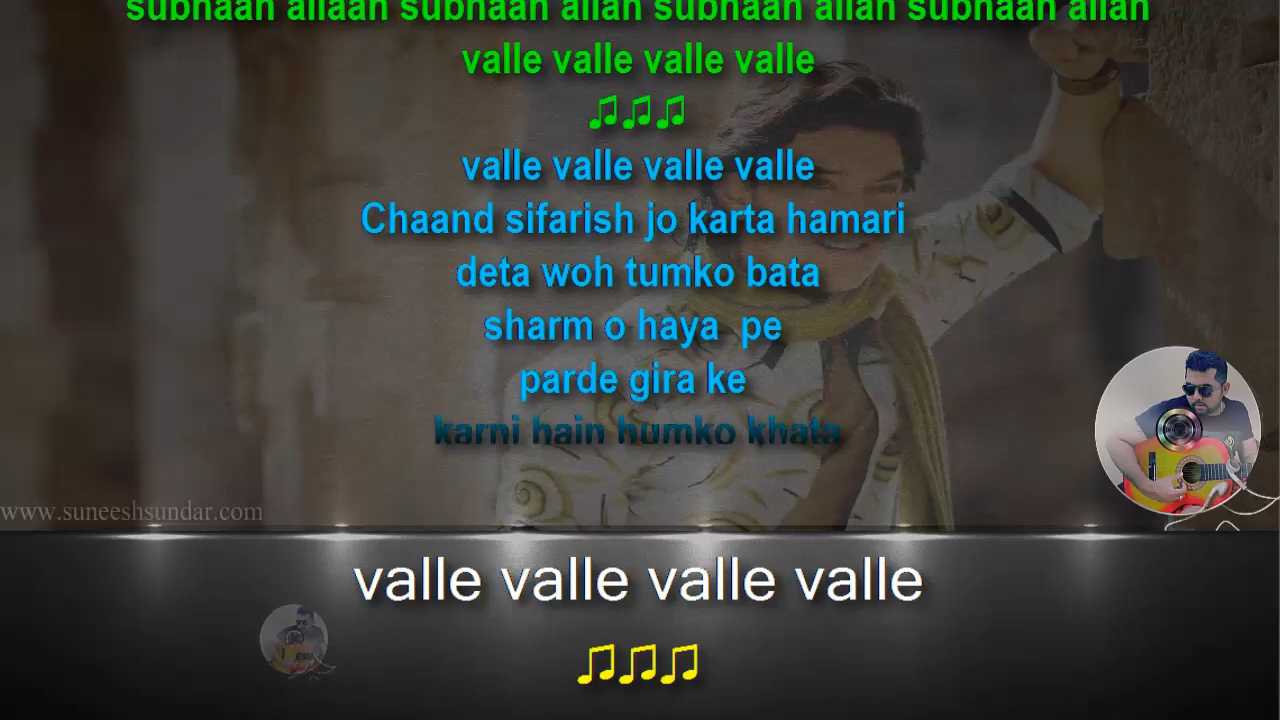 subhaan allaah subhaan allah subhaan allah subhaan allah
valle valle valle valle
♫♫♫
valle valle valle valle
Chaand sifarish jo karta hamari
deta woh tumko bata
sharm o haya pe
parde gira ke
karni hain humko khata
www.suneeshsundar.com
valle valle valle valle
♫♫♫